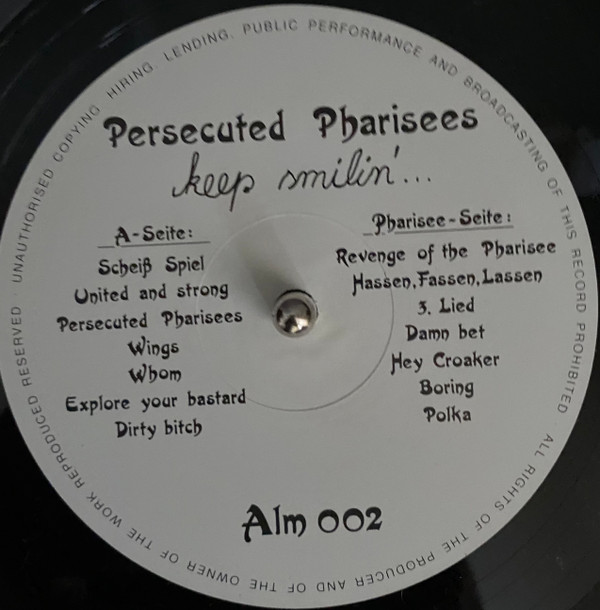 Persecuted Pharisees
keep smilin'...
A-Seite:
Scheiß Spiel
United and strong
Persecuted Pharisees
Wings
Whom
Explore your bastard
Dirty bitch
Pharisee-Seite:
Revenge of the Pharisee
Hassen,Fassen,Lassen
3. Lied
Damn bet
Hey Croaker
Boring
Polka
Alm 002
ALL RIGHTS OF THE PRODUCER AND OF THE OWNER OF THE WORK REPRODUCED RESERVED · UNAUTHORISED COPYING HIRING. LENDING. PUBLIC PERFORMANCE AND BROADCASTING OF THIS RECORD PROHIBITED